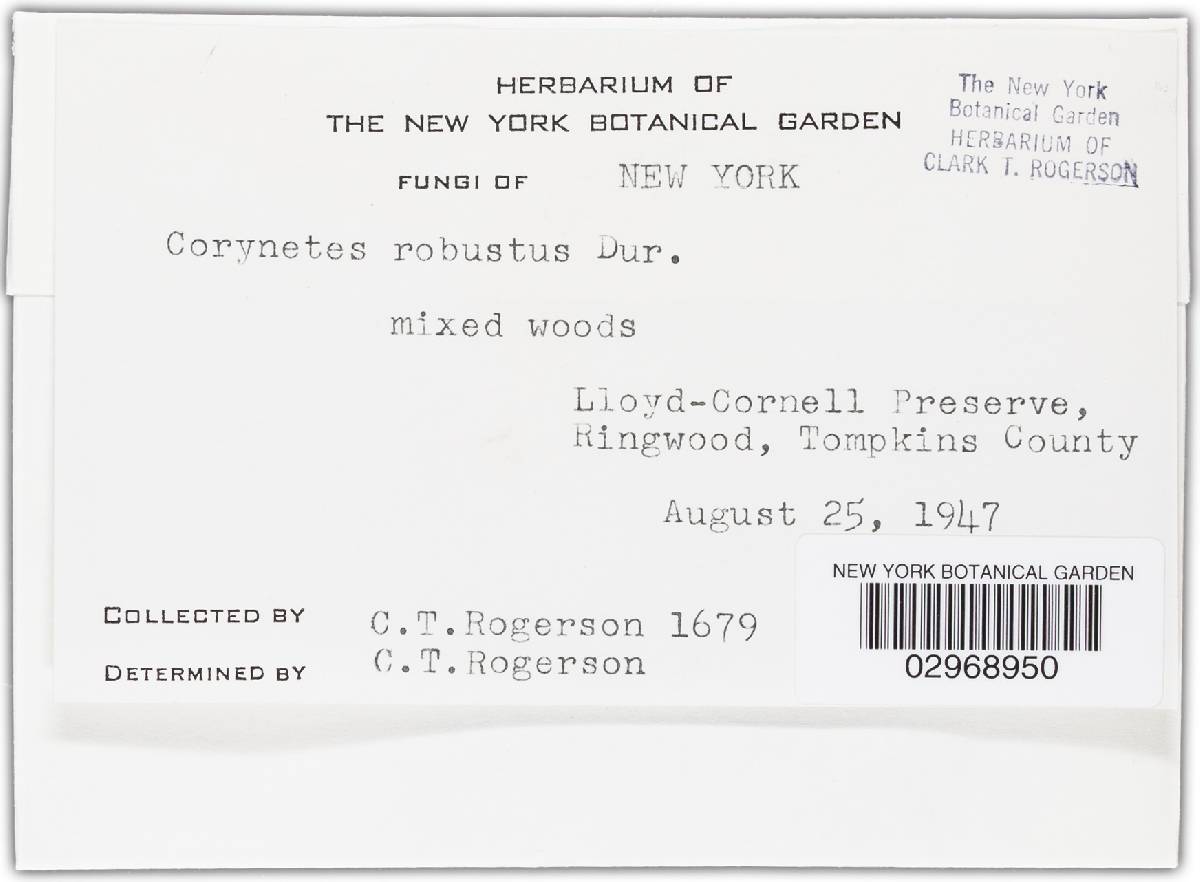 HERBARIUM OF
THE NEW YORK BOTANICAL GARDEN
FUNGI OF NEW YORK
The New York
Botanical Garden
HERBARIUM OF
CLARK T. ROGERSON
Corynetes robustus Dur.
mixed woods
Lloyd-Cornell Preserve,
Ringwood, Tompkins County
August 25, 1947
COLLECTED BY C.T.Rogerson 1679
DETERMINED BY C.T.Rogerson
NEW YORK BOTANICAL GARDEN
02968950